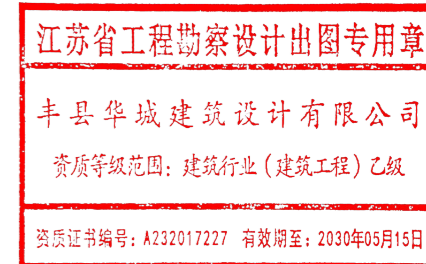 江苏省工程勘察设计出图专用章
丰县华城建筑设计有限公司
资质等级范围：建筑行业（建筑工程）乙级
资质证书编号：A232017227 有效期至：2030年05月15日